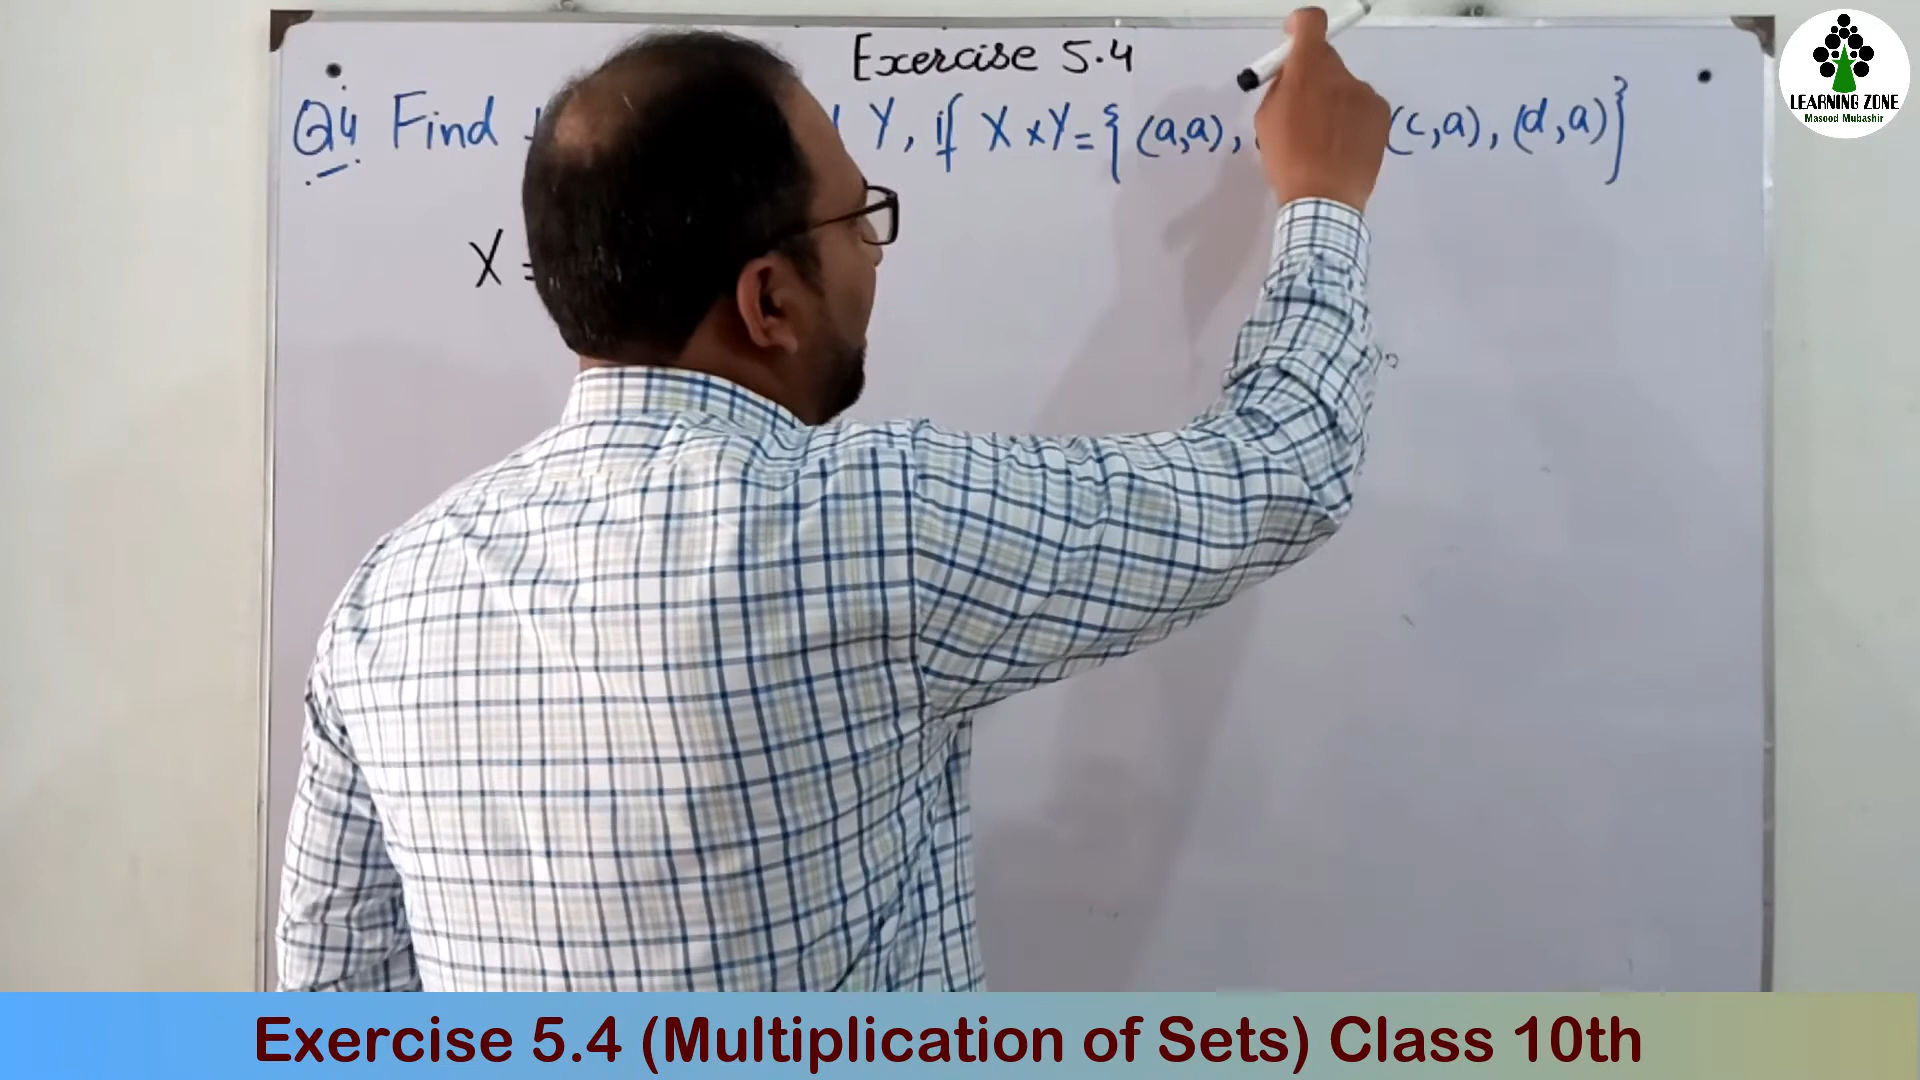 Exercise 5.4
Q4 Find Y, if X × Y = { (a,a), (c,a), (d,a)}
X =
LEARNING ZONE
Masood Mubashir
Exercise 5.4 (Multiplication of Sets) Class 10th